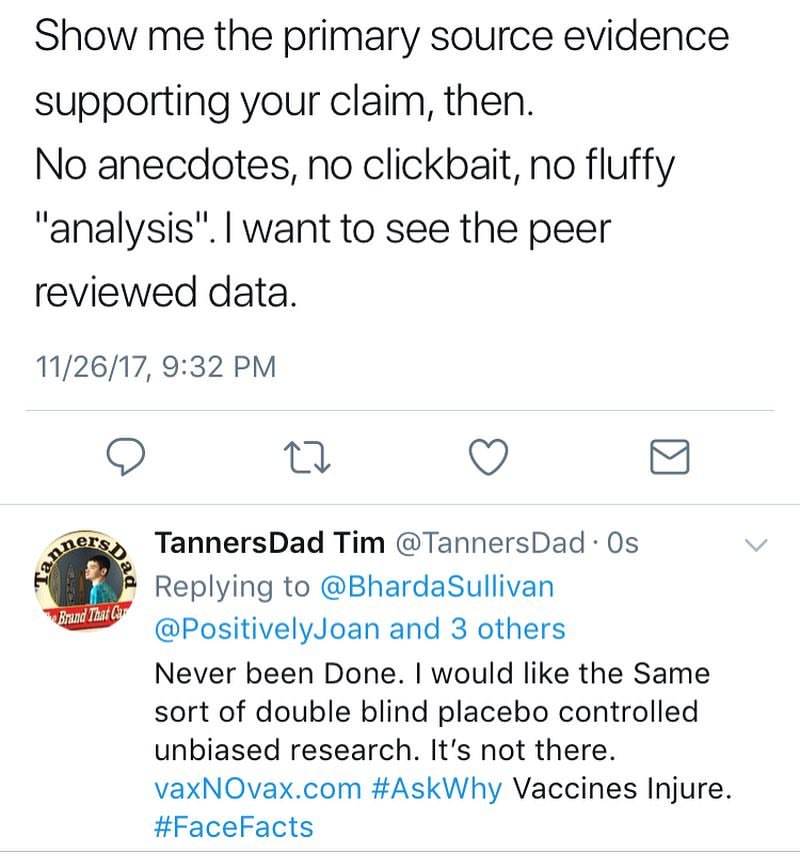 Show me the primary source evidence
supporting your claim, then.
No anecdotes, no clickbait, no fluffy
"analysis". I want to see the peer
reviewed data.
11/26/17, 9:32 PM
TannersDad Tim @TannersDad · 0s
TannersDad
Brand That Ca
Replying to @BhardaSullivan
@PositivelyJoan and 3 others
Never been Done. I would like the Same
sort of double blind placebo controlled
unbiased research. It's not there.
vaxNOvax.com #AskWhy Vaccines Injure.
#FaceFacts